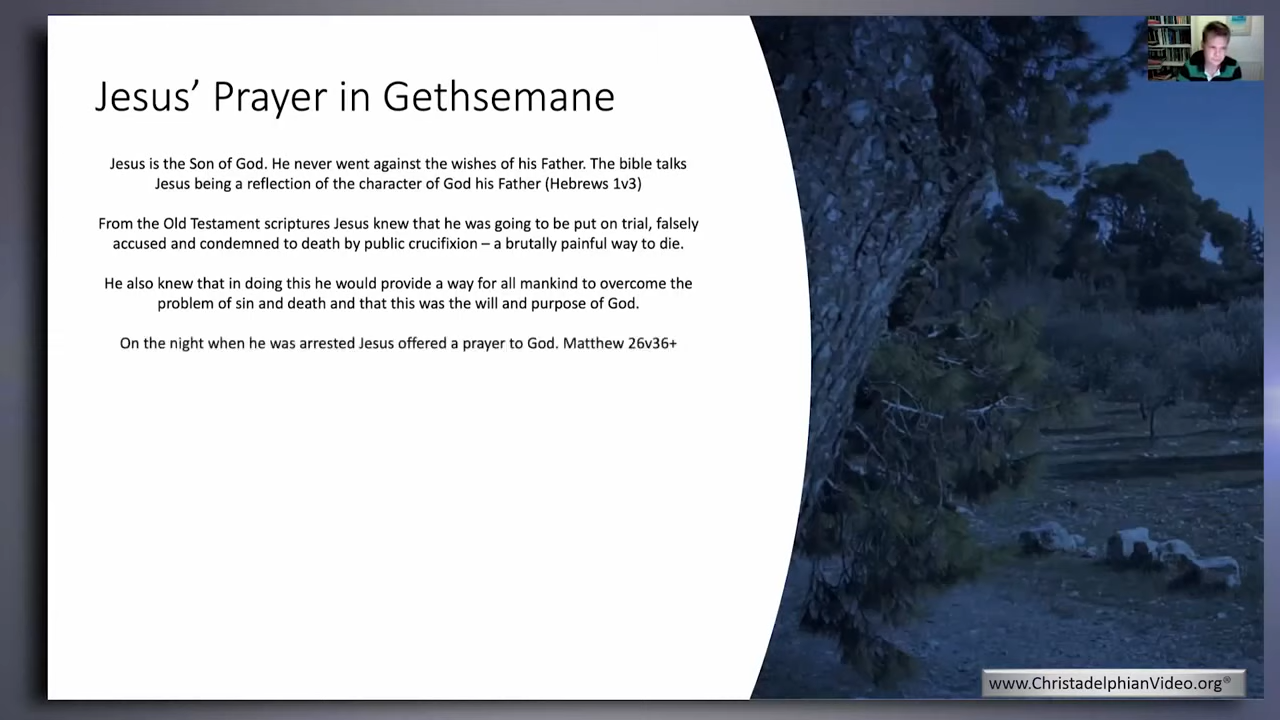 Jesus’ Prayer in Gethsemane
Jesus is the Son of God. He never went against the wishes of his Father. The bible talks
Jesus being a reflection of the character of God his Father (Hebrews 1v3)
From the Old Testament scriptures Jesus knew that he was going to be put on trial, falsely
accused and condemned to death by public crucifixion – a brutally painful way to die.
He also knew that in doing this he would provide a way for all mankind to overcome the
problem of sin and death and that this was the will and purpose of God.
On the night when he was arrested Jesus offered a prayer to God. Matthew 26v36+
www.ChristadelphianVideo.org®